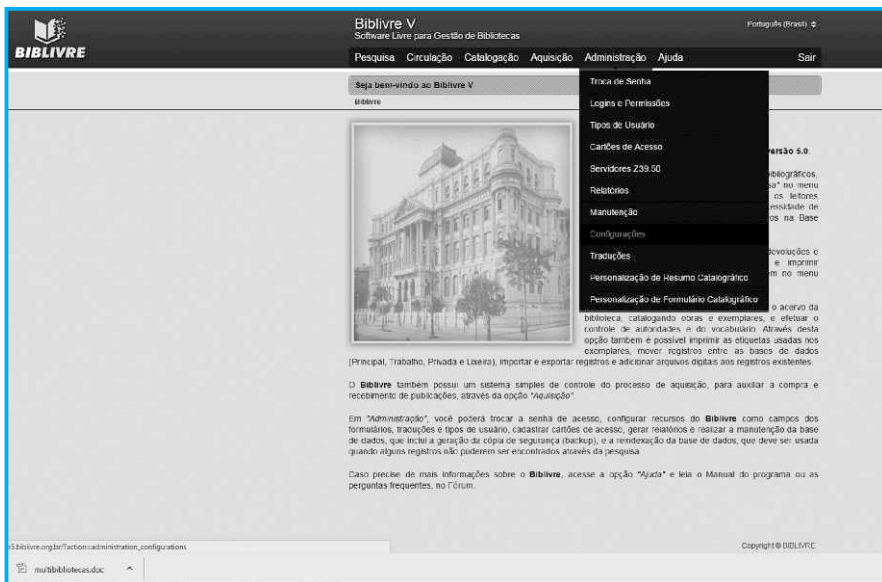 BIBLIVRE
Biblivre V
Software Livre para Gestão de Bibliotecas
Português (Brasil)
Pesquisa Circulação Catalogação Aquisição Administração Ajuda Sair
Seja bem-vindo ao Biblivre V
Biblivre
Troca de Senha
Logins e Permissões
Tipos de Usuário
Cartões de Acesso
Servidores Z39.50
Relatórios
Manutenção
Configurações
Traduções
Personalização de Resumo Catalográfico
Personalização de Formulário Catalográfico
versão 5.0
bibliográficos,
no menu
os leitores
necessidade de
na Base
devoluções e
e imprimir
no menu
o acervo da
biblioteca, catalogando obras e exemplares, e efetuar o
controle de autoridades e do vocabulário. Através desta
opção também é possível imprimir as etiquetas usadas nos
exemplares, mover registros entre as bases de dados
(Principal, Trabalho, Privada e Lixeira), importar e exportar registros e adicionar arquivos digitais aos registros existentes.
O Biblivre também possui um sistema simples de controle do processo de aquisição, para auxiliar a compra e
recebimento de publicações, através da opção "Aquisição".
Em "Administração", você poderá trocar a senha de acesso, configurar recursos do Biblivre como campos dos
formulários, traduções e tipos de usuário, cadastrar cartões de acesso, gerar relatórios e realizar a manutenção da base
de dados, que inclui a geração da cópia de segurança (backup), e a reindexação da base de dados, que deve ser usada
quando alguns registros não puderem ser encontrados através da pesquisa.
Caso precise de mais informações sobre o Biblivre, acesse a opção "Ajuda" e leia o Manual do programa ou as
perguntas frequentes, no Fórum.
5.biblivre.org.br/?action=administration_configurations
Copyright © BIBLIVRE
multibibliotecas.doc